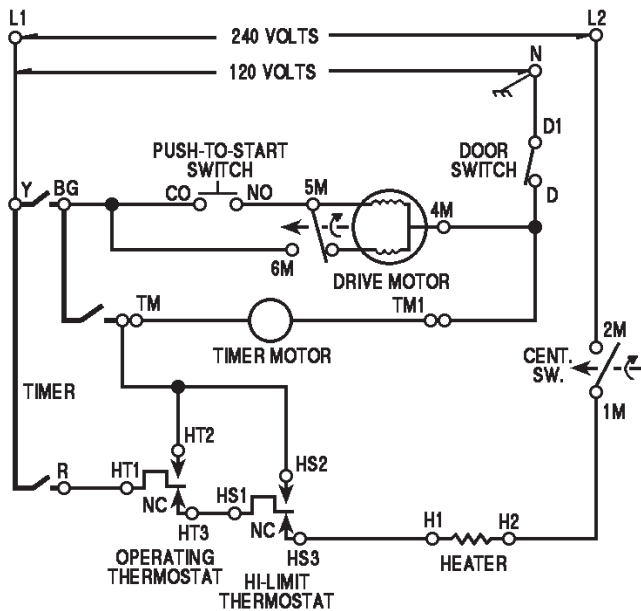 L1
L2
240 VOLTS
120 VOLTS
N
D1
DOOR
SWITCH
D
PUSH-TO-START
SWITCH
Y
BG
CO
NO
5M
4M
6M
DRIVE MOTOR
TM
TM1
TIMER MOTOR
2M
CENT.
SW.
1M
TIMER
HT2
HS2
R
HT1
NC
HT3
HS1
NC
HS3
H1
H2
HEATER
OPERATING
THERMOSTAT
HI-LIMIT
THERMOSTAT